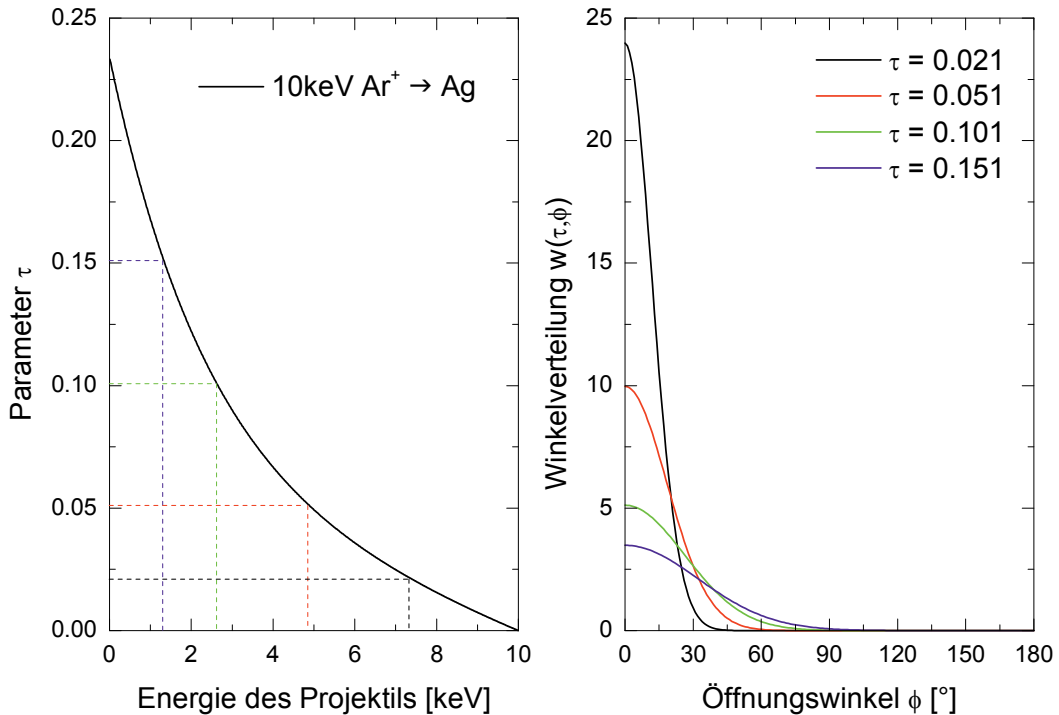 Parameter τ
0.25
0.20
0.15
0.10
0.05
0.00
10keV Ar⁺ → Ag
0 2 4 6 8 10
Energie des Projektils [keV]
Winkelverteilung w(τ,ϕ)
25
20
15
10
5
0
τ = 0.021
τ = 0.051
τ = 0.101
τ = 0.151
0 30 60 90 120 150 180
Öffnungswinkel ϕ [°]